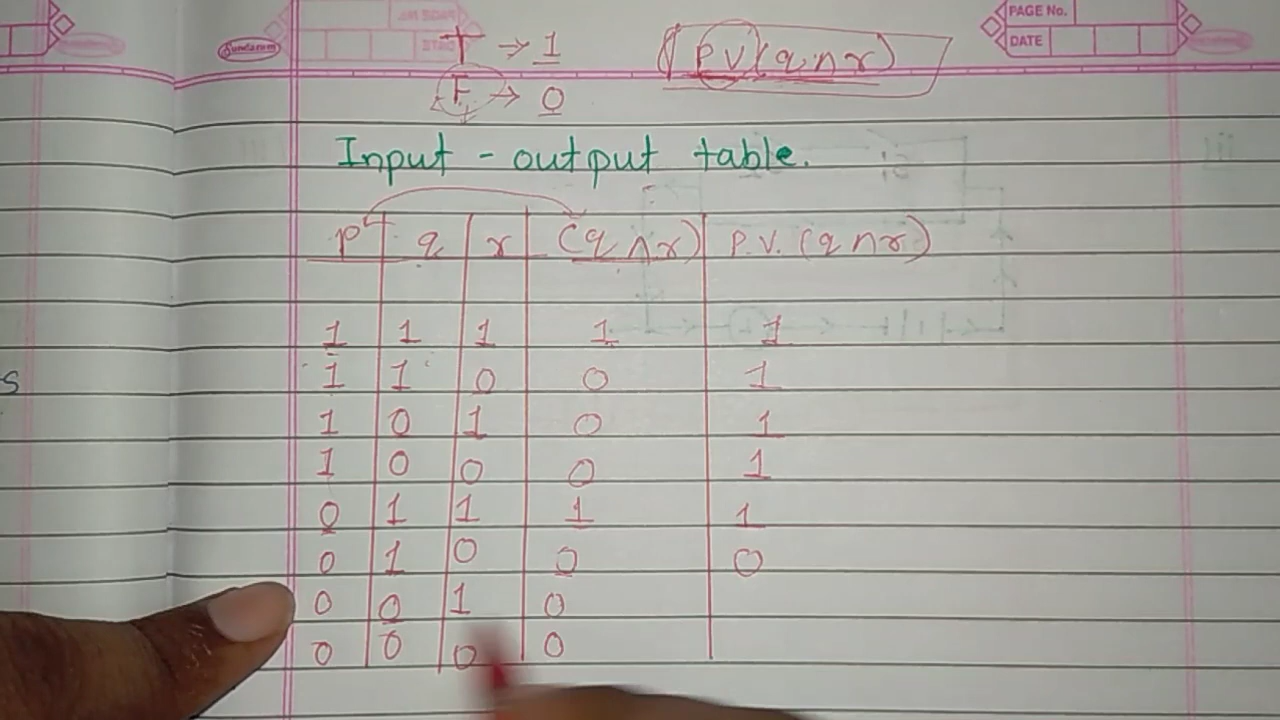 PAGE No.
T → 1
(P V (q ∧ r)
Sundaram
DATE
F → 0
Input - output table.
P q r (q ∧ r) P.V.(q ∧ r)
1 1 1 1 1
1 1 0 0 1
S
1 0 1 0 1
1 0 0 0 1
0 1 1 1 1
0 1 0 0 0
0 0 1 0
0 0 0 0